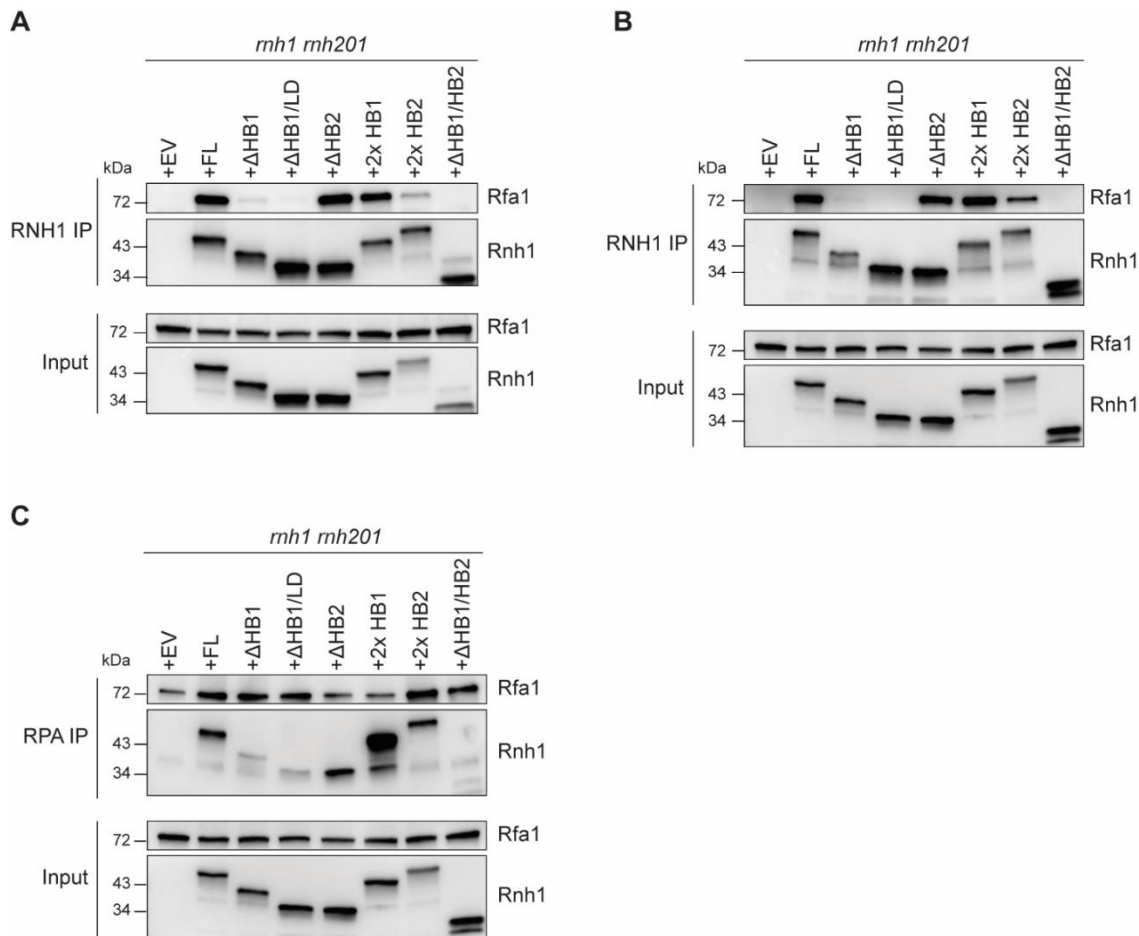 A
rnh1 rnh201
+EV +FL +ΔHB1 +ΔHB1/LD +ΔHB2 +2x HB1 +2x HB2 +ΔHB1/HB2
kDa
72 Rfa1
RNH1 IP
43 Rnh1
34
72 Rfa1
Input
43 Rnh1
34
B
rnh1 rnh201
+EV +FL +ΔHB1 +ΔHB1/LD +ΔHB2 +2x HB1 +2x HB2 +ΔHB1/HB2
kDa
72 Rfa1
RNH1 IP
43 Rnh1
34
72 Rfa1
Input
43 Rnh1
34
C
rnh1 rnh201
+EV +FL +ΔHB1 +ΔHB1/LD +ΔHB2 +2x HB1 +2x HB2 +ΔHB1/HB2
kDa
72 Rfa1
RPA IP
43 Rnh1
34
72 Rfa1
Input
43 Rnh1
34